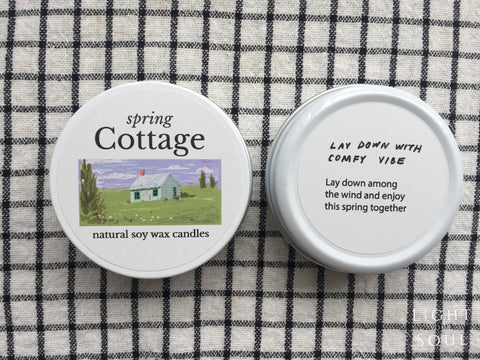 spring
Cottage
natural soy wax candles
LAY DOWN WITH
COMFY VIBE
Lay down among
the wind and enjoy
this spring together
LIGHT
SOUL